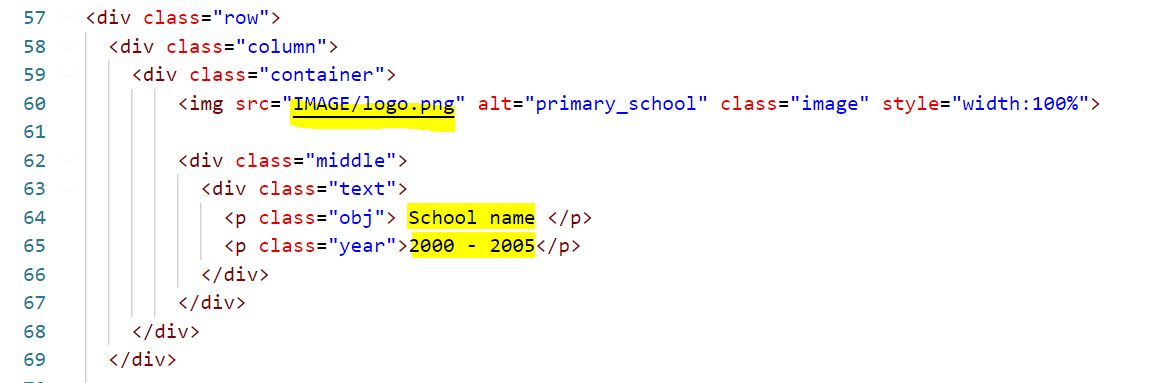 57 <div class="row">
58 <div class="column">
59 <div class="container">
60 <img src="IMAGE/logo.png" alt="primary_school" class="image" style="width:100%">
61
62 <div class="middle">
63 <div class="text">
64 <p class="obj"> School name </p>
65 <p class="year">2000 - 2005</p>
66 </div>
67 </div>
68 </div>
69 </div>